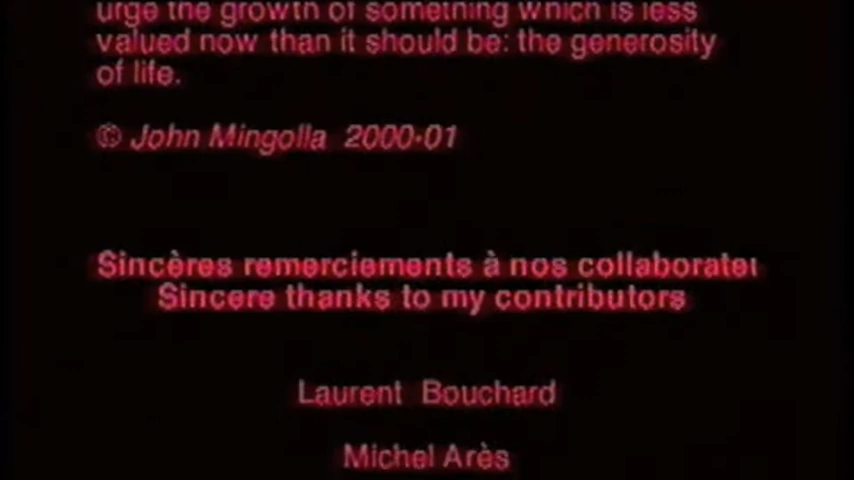 urge the growth of something which is less
valued now than it should be: the generosity
of life.
© John Mingolla 2000-01
Sincères remerciements à nos
Sincere thanks to my contributors
Laurent Bouchard
Michel Arès